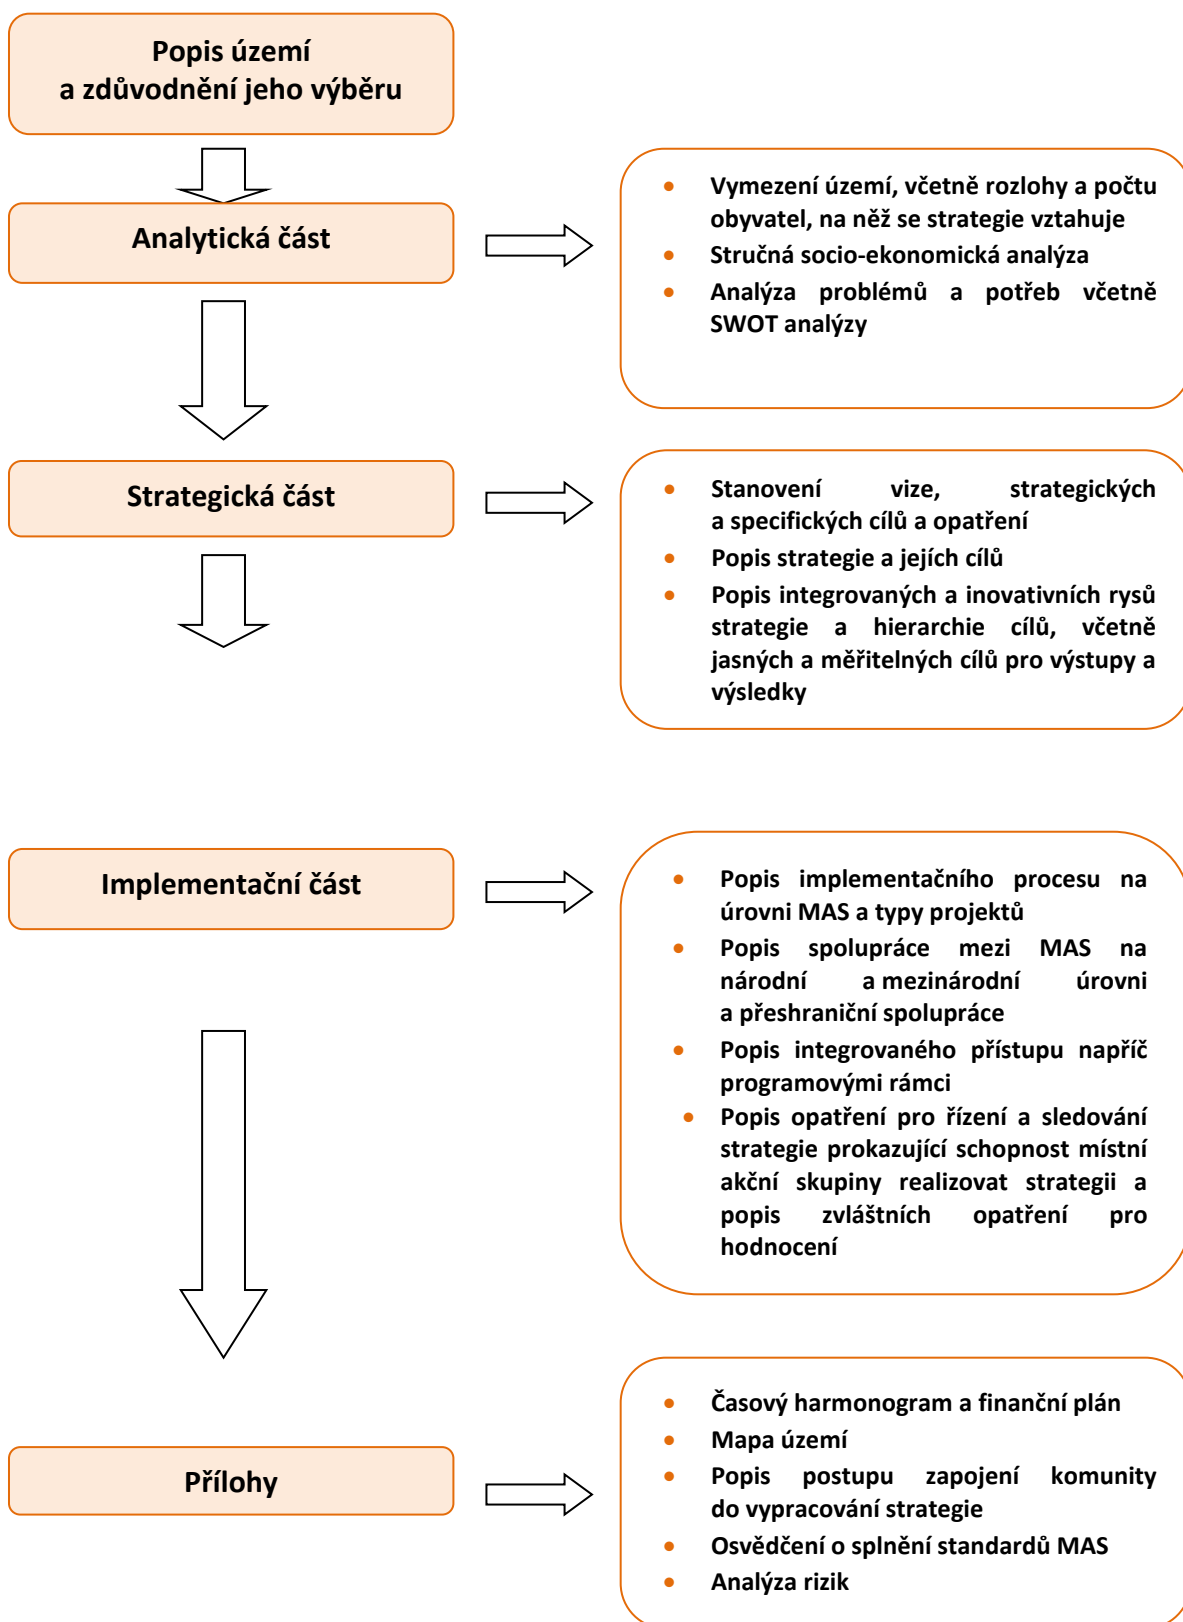 Popis území
a zdůvodnění jeho výběru
Analytická část
• Vymezení území, včetně rozlohy a počtu
obyvatel, na něž se strategie vztahuje
• Stručná socio-ekonomická analýza
• Analýza problémů a potřeb včetně
SWOT analýzy
Strategická část
• Stanovení vize, strategických
a specifických cílů a opatření
• Popis strategie a jejích cílů
• Popis integrovaných a inovativních rysů
strategie a hierarchie cílů, včetně
jasných a měřitelných cílů pro výstupy a
výsledky
Implementační část
• Popis implementačního procesu na
úrovni MAS a typy projektů
• Popis spolupráce mezi MAS na
národní a mezinárodní úrovni
a přeshraniční spolupráce
• Popis integrovaného přístupu napříč
programovými rámci
• Popis opatření pro řízení a sledování
strategie prokazující schopnost místní
akční skupiny realizovat strategii a
popis zvláštních opatření pro
hodnocení
Přílohy
• Časový harmonogram a finanční plán
• Mapa území
• Popis postupu zapojení komunity
do vypracování strategie
• Osvědčení o splnění standardů MAS
• Analýza rizik